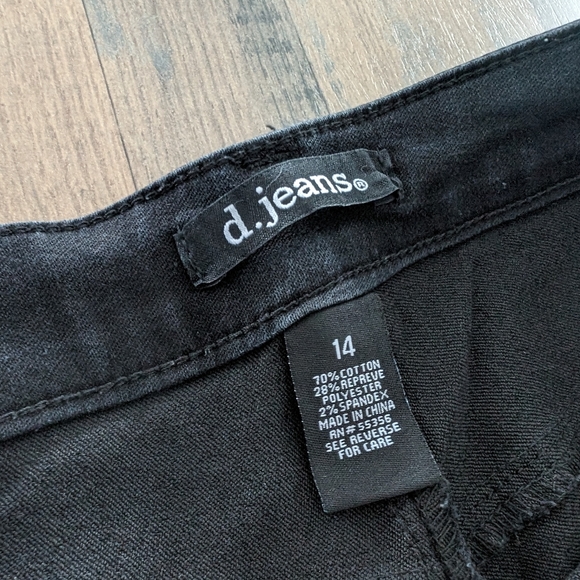 d.jeans®
14
70% COTTON
28% REPREVE
POLYESTER
2% SPANDEX
MADE IN CHINA
RN# 55356
SEE REVERSE
FOR CARE